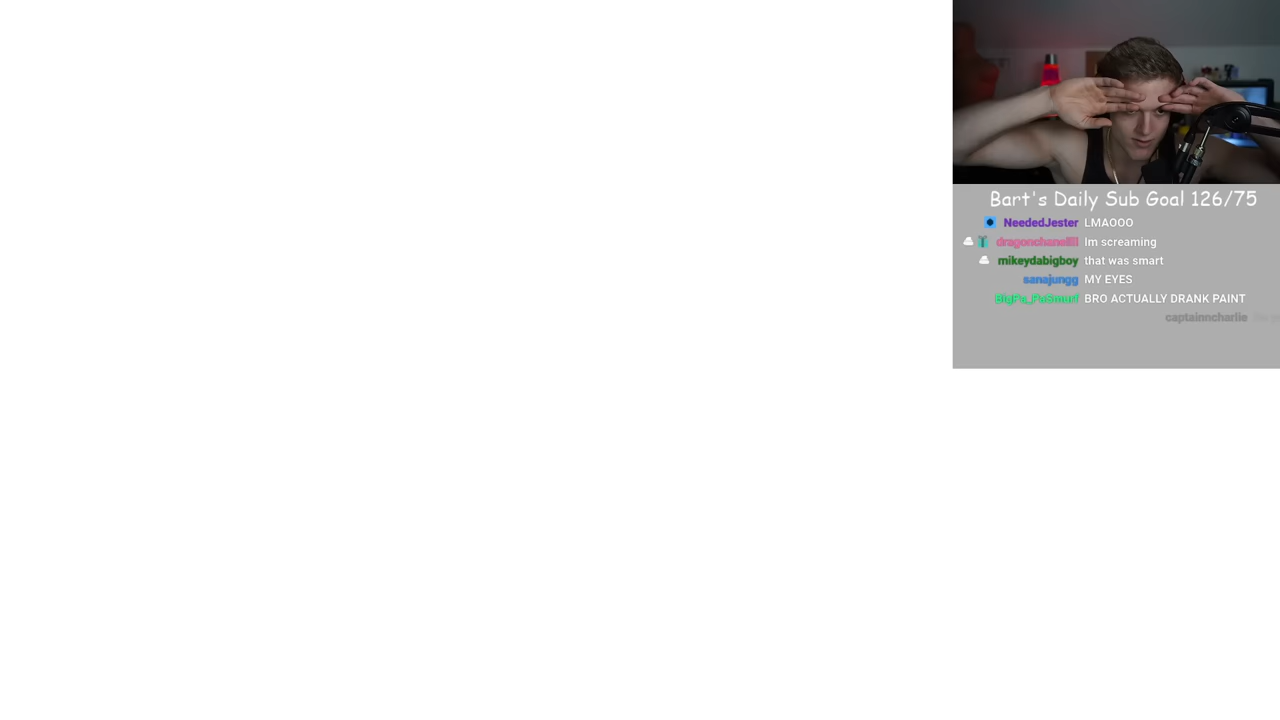 Bart's Daily Sub Goal 126/75
NeededJester LMAOOO
Im screaming
mikeydabigboy that was smart
sanajungg MY EYES
BRO ACTUALLY DRANK PAINT
captainncharlie